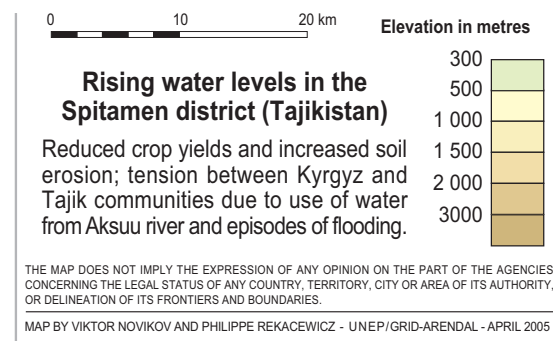 0 10 20 km
Elevation in metres
300
500
1 000
1 500
2 000
3000
Rising water levels in the
Spitamen district (Tajikistan)
Reduced crop yields and increased soil
erosion; tension between Kyrgyz and
Tajik communities due to use of water
from Aksuu river and episodes of flooding.
THE MAP DOES NOT IMPLY THE EXPRESSION OF ANY OPINION ON THE PART OF THE AGENCIES
CONCERNING THE LEGAL STATUS OF ANY COUNTRY, TERRITORY, CITY OR AREA OF ITS AUTHORITY,
OR DELINEATION OF ITS FRONTIERS AND BOUNDARIES.
MAP BY VIKTOR NOVIKOV AND PHILIPPE REKACEWICZ - UNEP/GRID-ARENDAL - APRIL 2005